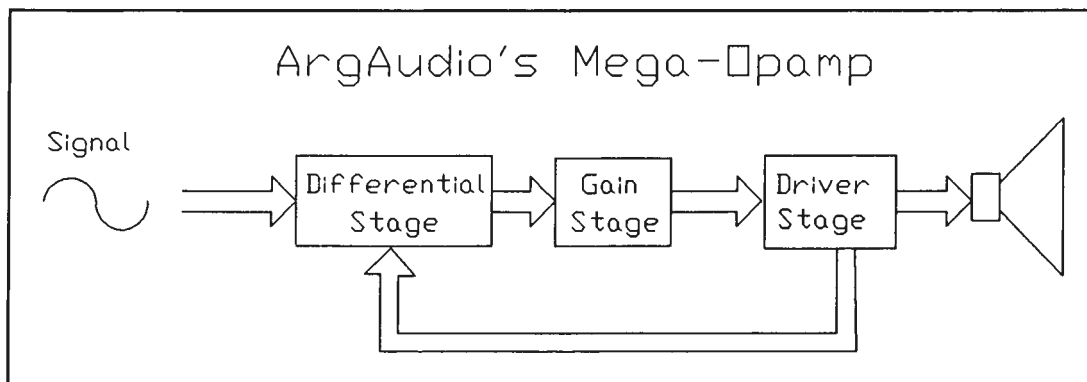 ArgAudio's Mega-Opamp
Signal
Differential
Stage
Gain
Stage
Driver
Stage